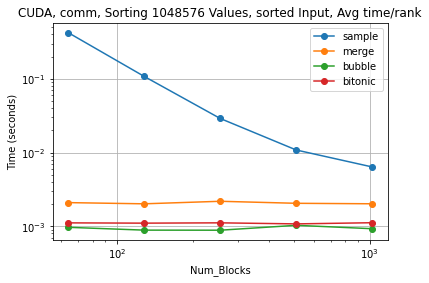 CUDA, comm, Sorting 1048576 Values, sorted Input, Avg time/rank
sample
merge
bubble
bitonic
Time (seconds)
10⁻¹
10⁻²
10⁻³
10²
10³
Num_Blocks